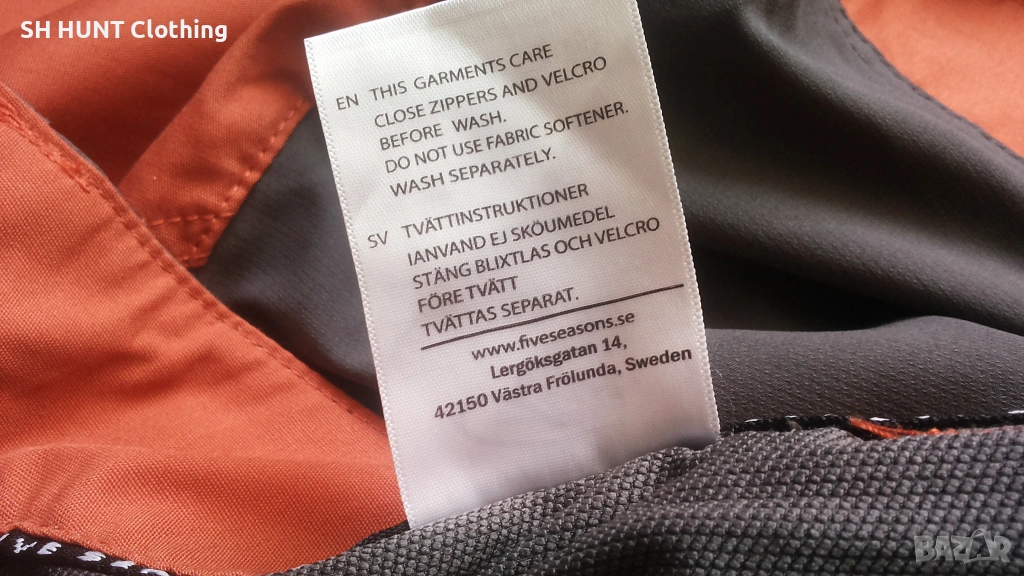 SH HUNT Clothing
EN THIS GARMENTS CARE
CLOSE ZIPPERS AND VELCRO
BEFORE WASH.
DO NOT USE FABRIC SOFTENER.
WASH SEPARATELY.
SV TVÄTTINSTRUKTIONER
IANVAND EJ SKÖUMEDEL
STÄNG BLIXTLAS OCH VELCRO
FÖRE TVÄTT
TVÄTTAS SEPARAT.
www.fiveseasons.se
Lergöksgatan 14,
42150 Västra Frölunda, Sweden
BAZAR